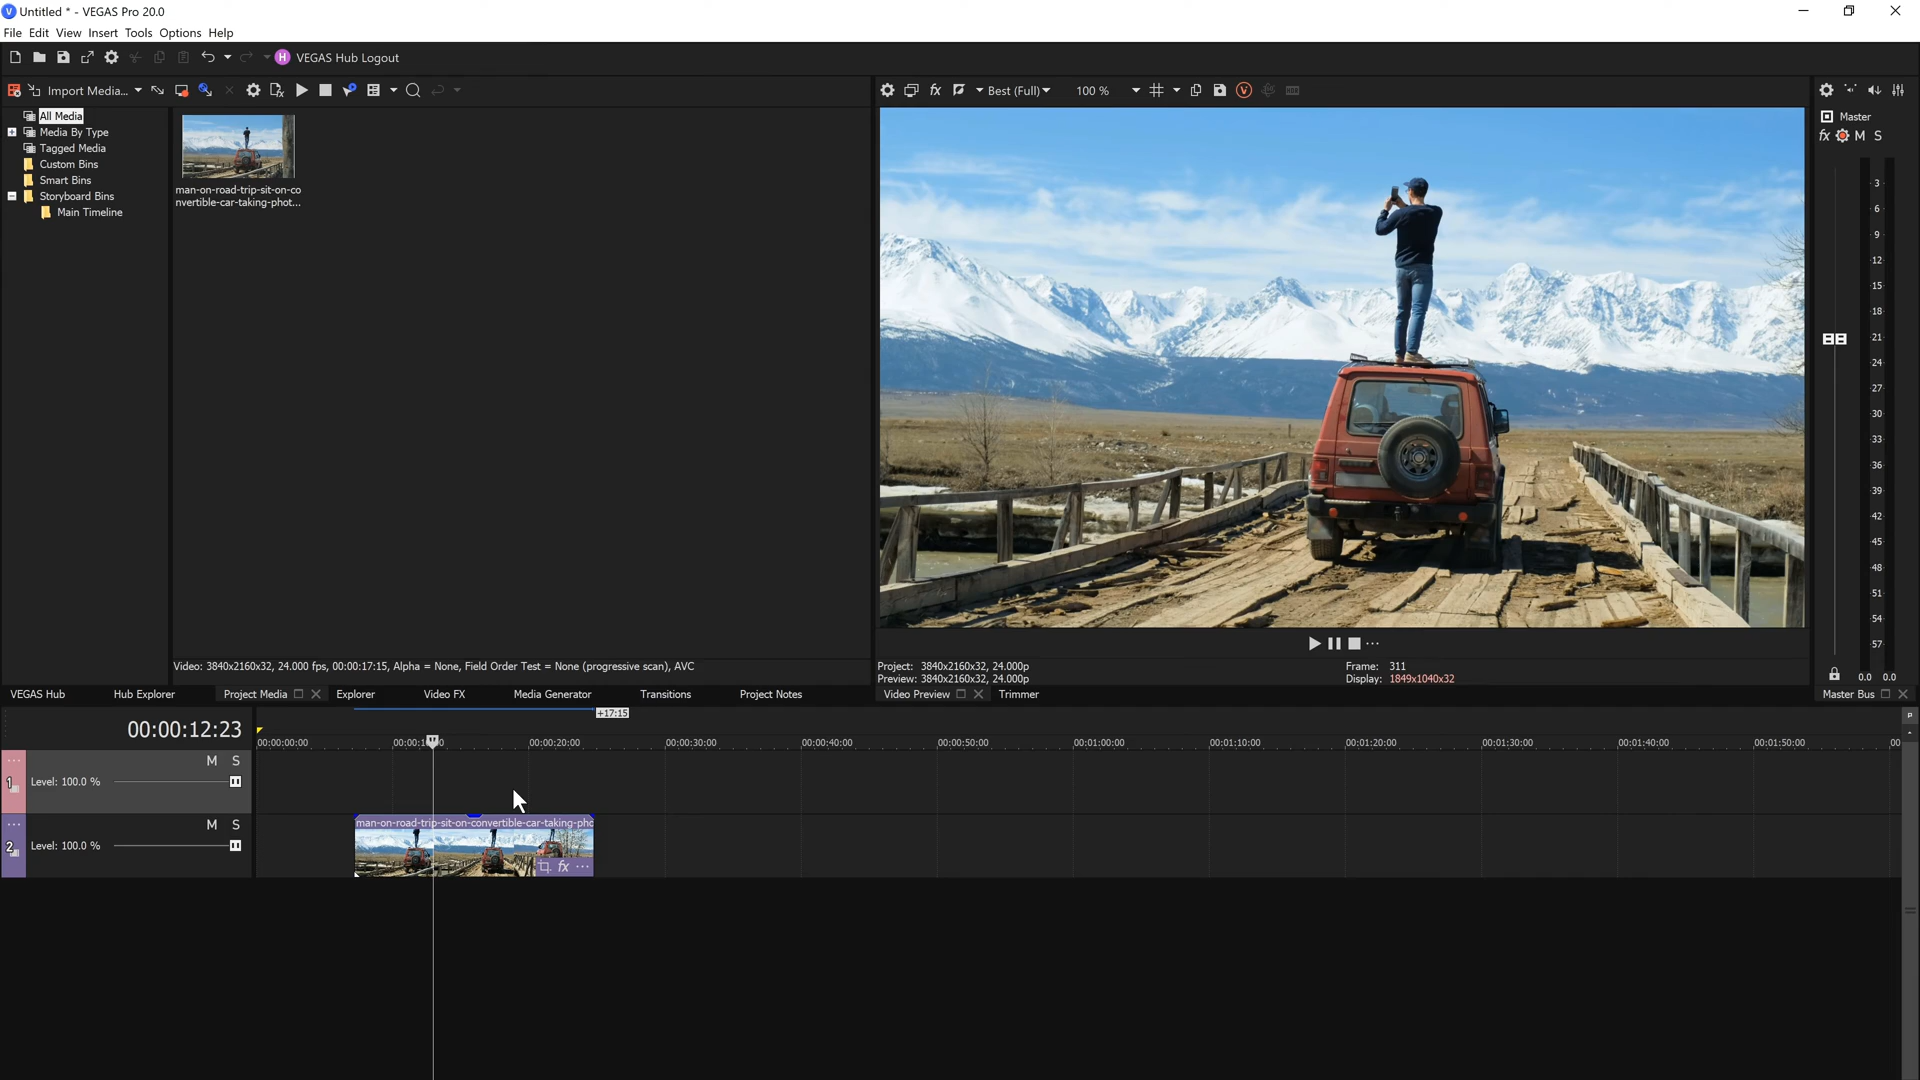 Untitled * - VEGAS Pro 20.0
File Edit View Insert Tools Options Help
VEGAS Hub Logout
Import Media...
Best (Full)
100 %
All Media
Media By Type
Tagged Media
Custom Bins
Smart Bins
Storyboard Bins
Main Timeline
man-on-road-trip-sit-on-co
nvertible-car-taking-phot...
Master
fx M S
3
6
9
12
15
18
21
24
27
30
33
36
39
42
45
48
51
54
57
0.0 0.0
Video: 3840x2160x32, 24.000 fps, 00:00:17:15, Alpha = None, Field Order Test = None (progressive scan), AVC
Project: 3840x2160x32, 24.000p
Preview: 3840x2160x32, 24.000p
Frame: 311
Display: 1849x1040x32
VEGAS Hub Hub Explorer Project Media Explorer Video FX Media Generator Transitions Project Notes
Video Preview Trimmer
Master Bus
+17:15
00:00:12:23
00:00:00:00 00:00:1 0 00:00:20:00 00:00:30:00 00:00:40:00 00:00:50:00 00:01:00:00 00:01:10:00 00:01:20:00 00:01:30:00 00:01:40:00 00:01:50:00 00
P
1
M S
Level: 100.0 %
2
M S
Level: 100.0 %
man-on-road-trip-sit-on-convertible-car-taking-pho
fx